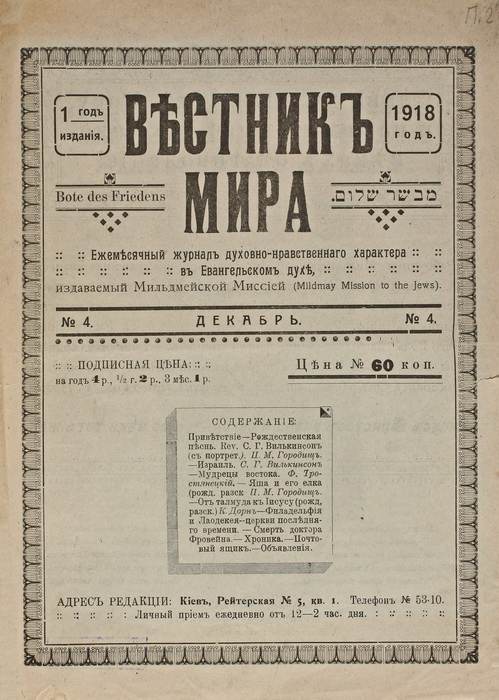 П. 2
1 годъ
изданія.
ВѢСТНИКЪ
1918
годъ.
Bote des Friedens
МИРА
מבשר שלום.
:: :: Ежемѣсячный журналъ духовно-нравственнаго характера :: ::
:: :: :: :: :: :: въ Евангельскомъ духѣ, :: :: :: :: :: ::
издаваемый Мильдмейской Миссіей (Mildmay Mission to the Jews).
№ 4.
ДЕКАБРЬ.
№ 4.
:: :: ПОДПИСНАЯ ЦѢНА: :: ::
на годъ 4 р., ½ г. 2 р., 3 мѣс. 1 р.
Цѣна № 60 коп.
СОДЕРЖАНІЕ:
Привѣтствіе—Рождественская
пѣснь. Rev. С. Г. Вилькинсонъ
(съ портрет.). П. М. Городищъ.
—Израиль. С. Г. Вилькинсонъ
—Мудрецы востока. Ф. Тро-
стянецкій. — Яша и его елка
(рожд. разск П. М. Городищъ.
—Отъ талмуда къ Іисусу (рожд.
разск.) К. Дорнъ—Филадельфія
и Лаодекея—церкви послѣдня-
го времени. — Смерть доктора
Фровейна.— Хроника.—Почто-
вый ящикъ.—Объявленія.
АДРЕСЪ РЕДАКЦІИ: Кіевъ, Рейтерская № 5, кв. 1. Телефонъ № 53-10.
:: :: :: :: Личный пріемъ ежедневно отъ 12—2 час. дня. :: :: :: ::